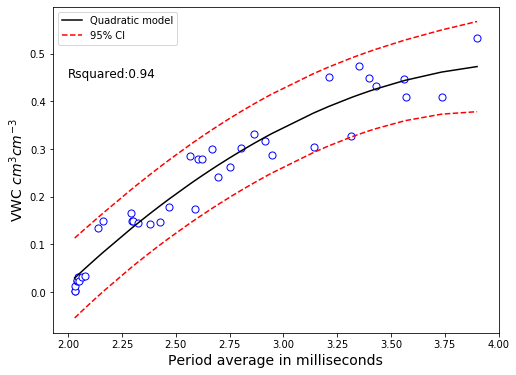 Quadratic model
95% CI
Rsquared:0.94
0.5
0.4
0.3
0.2
0.1
0.0
VWC cm³cm⁻³
2.00 2.25 2.50 2.75 3.00 3.25 3.50 3.75 4.00
Period average in milliseconds